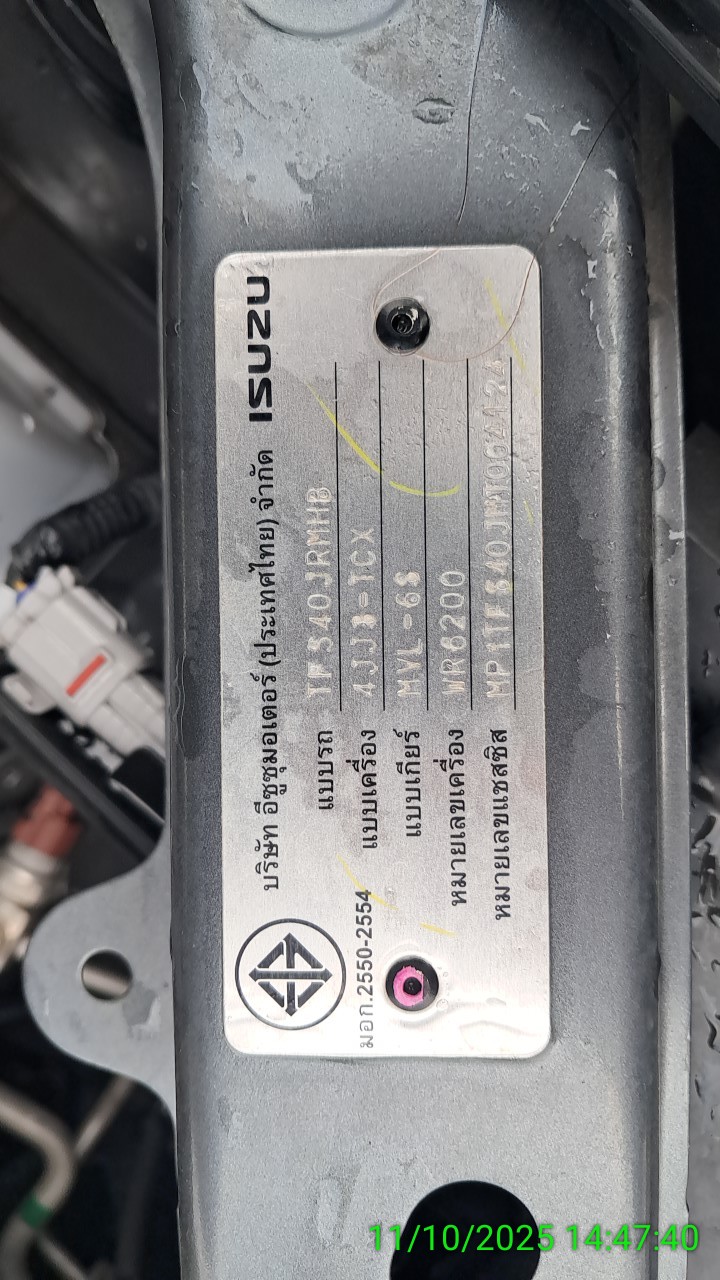 บริษัท อีซูซุมอเตอร์ (ประเทศไทย) จำกัด ISUZU
มอก.2550-2554
แบบรถ TFS40JRMHB
แบบเครื่อง 4JJ3-TCX
แบบเกียร์ MVL-6S
หมายเลขเครื่อง WR6200
หมายเลขแชสซิส
11/10/2025 14:47:40